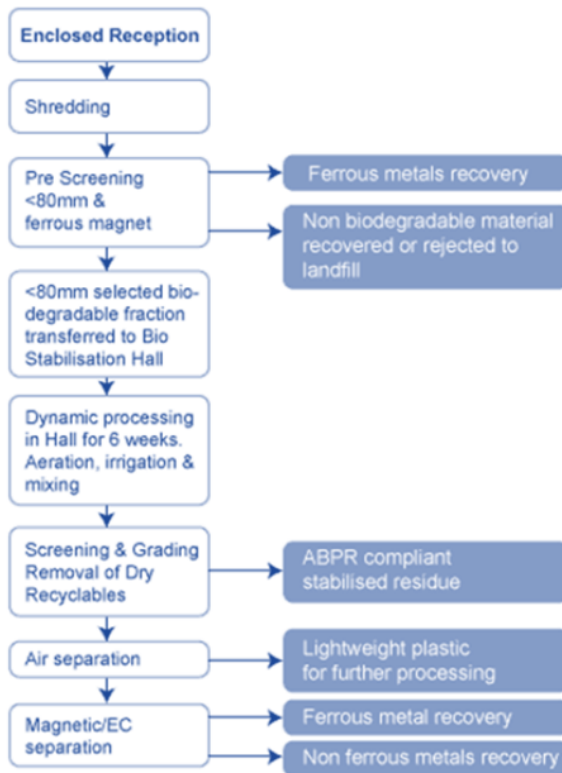 Enclosed Reception
Shredding
Pre Screening
<80mm &
ferrous magnet
Ferrous metals recovery
Non biodegradable material
recovered or rejected to
landfill
<80mm selected bio-
degradable fraction
transferred to Bio
Stabilisation Hall
Dynamic processing
in Hall for 6 weeks.
Aeration, irrigation &
mixing
Screening & Grading
Removal of Dry
Recyclables
ABPR compliant
stabilised residue
Air separation
Lightweight plastic
for further processing
Magnetic/EC
separation
Ferrous metal recovery
Non ferrous metals recovery